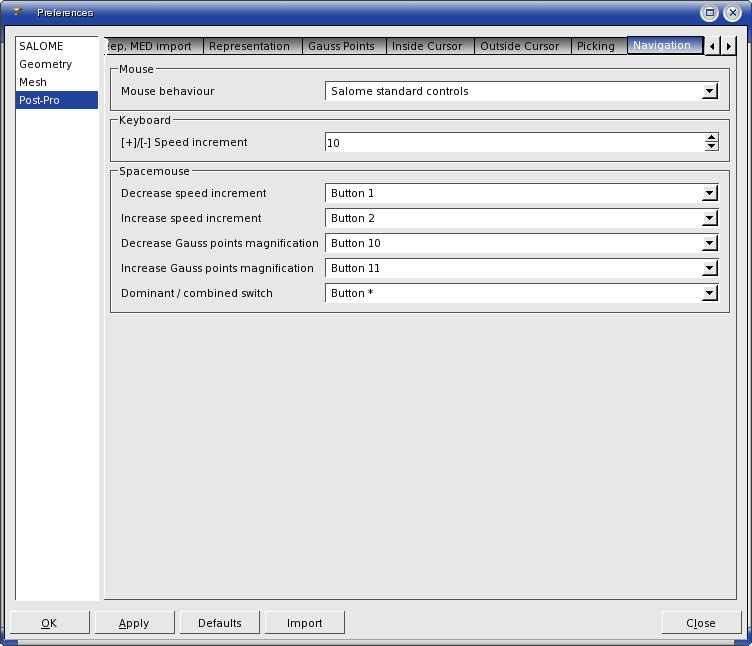 Preferences
SALOME
Geometry
Mesh
Post-Pro
MED import Representation Gauss Points Inside Cursor Outside Cursor Picking Navigation
Mouse
Mouse behaviour Salome standard controls
Keyboard
[+]/[-] Speed increment 10
Spacemouse
Decrease speed increment Button 1
Increase speed increment Button 2
Decrease Gauss points magnification Button 10
Increase Gauss points magnification Button 11
Dominant / combined switch Button *
OK Apply Defaults Import Close